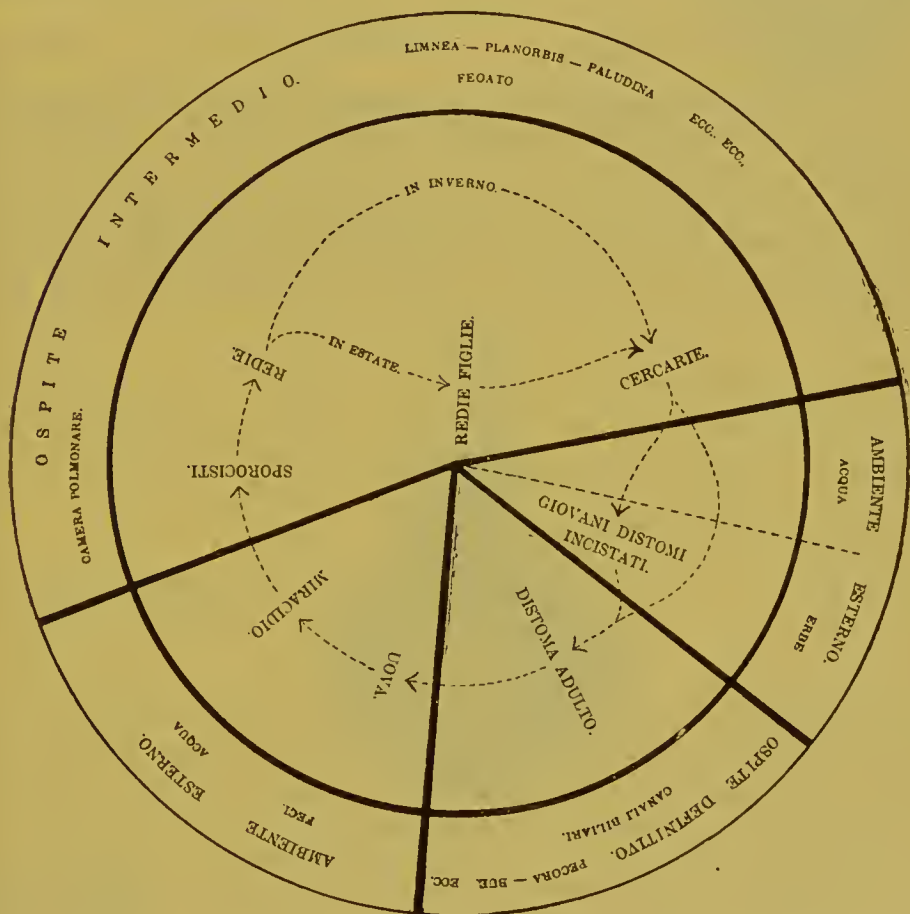 OSPITE INTERMEDIO.
LIMNEA — PLANORBIS — PALUDINA
ECC., ECC.,
FEOATO
CAMERA POLMONARE.
IN INVERNO.
IN ESTATE.
REDIE.
REDIE FIGLIE.
CERCARIE.
SPOROCISTI.
AMBIENTE ESTERNO.
ACQUA
ERBE
GIOVANI DISTOMI
INCISTATI.
DISTOMA ADULTO.
OSPITE DEFINITIVO.
CANALI BILIARI.
PECORA — BUE. ECC.
UOVA.
MIRACIDIO.
AMBIENTE ESTERNO.
FECI.
ACQUA